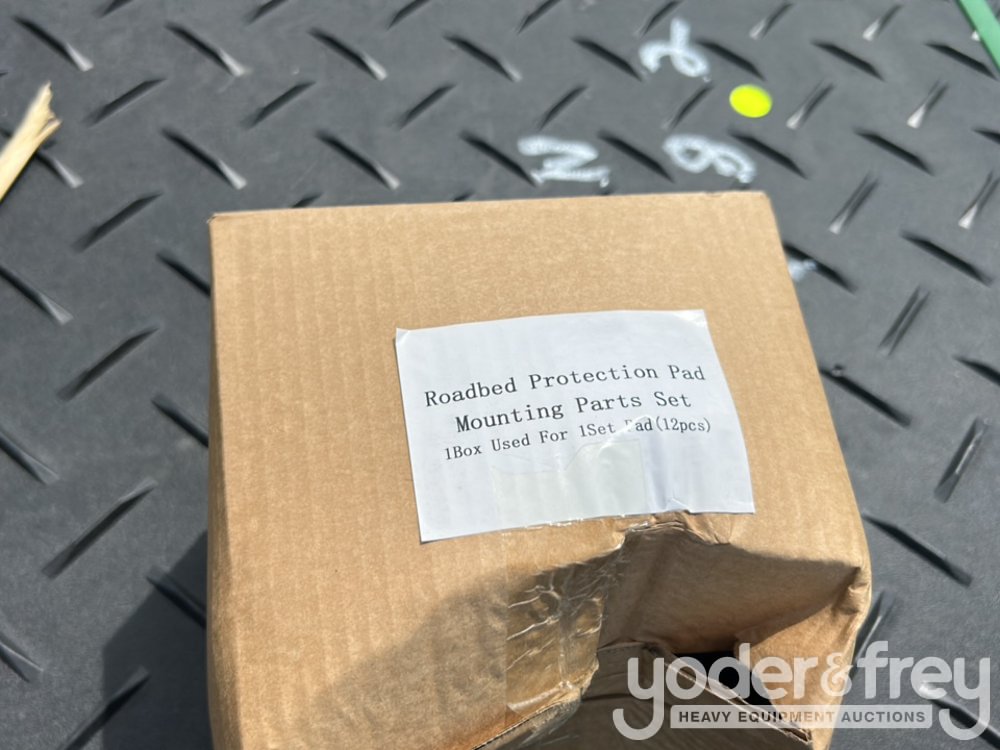 Roadbed Protection Pad
Mounting Parts Set
1Box Used For 1Set Pad(12pcs)
yoder&frey
HEAVY EQUIPMENT AUCTIONS